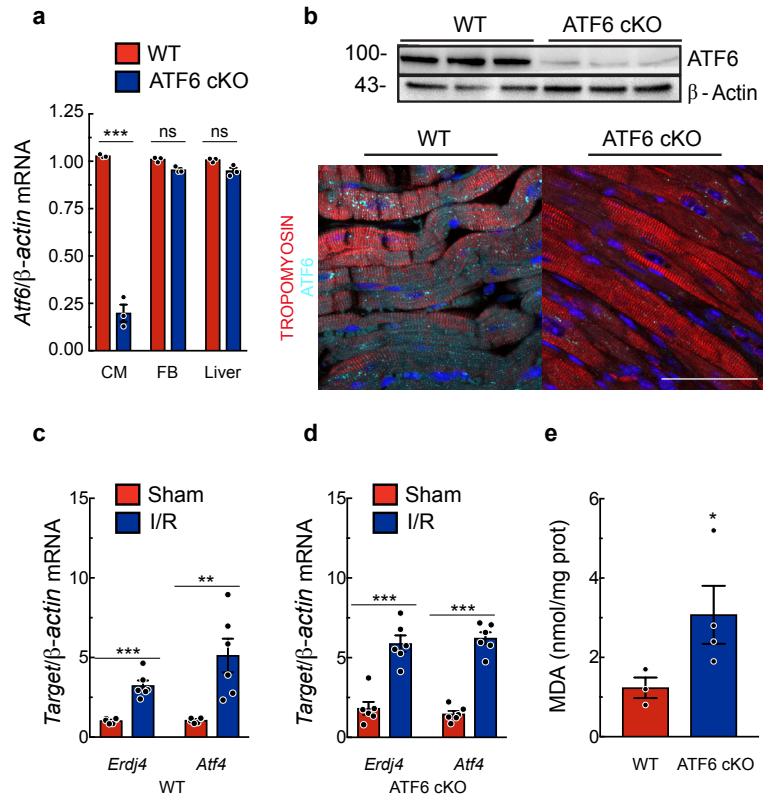 a
WT
ATF6 cKO
1.25
1.00
0.75
0.50
0.25
0.00
Atf6/β-actin mRNA
***
ns
ns
CM
FB
Liver
b
WT
ATF6 cKO
100-
ATF6
43-
β- Actin
WT
ATF6 cKO
TROPOMYOSIN
ATF6
c
Sham
I/R
15
10
5
0
Target/β-actin mRNA
***
**
Erdj4
Atf4
WT
d
Sham
I/R
15
10
5
0
Target/β-actin mRNA
***
***
Erdj4
Atf4
ATF6 cKO
e
6
4
2
0
MDA (nmol/mg prot)
*
WT
ATF6 cKO